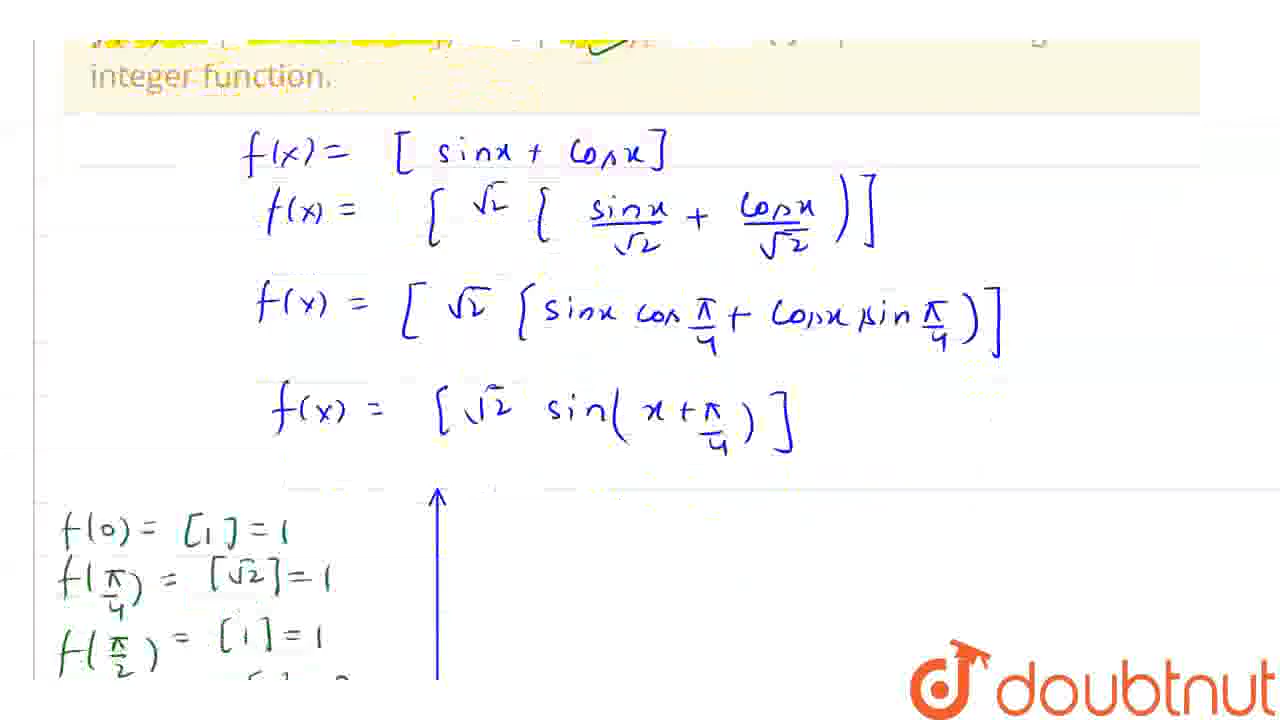 integer function.
f(x) = [ sinx + cosx ]
f(x) = [ √2 ( sinx/√2 + cosx/√2 ) ]
f(x) = [ √2 ( sinx cos π/4 + cosx sin π/4 ) ]
f(x) = [ √2 sin( x + π/4 ) ]
f(0) = [1] = 1
f(π/4) = [√2] = 1
f(π/2) = [1] = 1
doubtnut